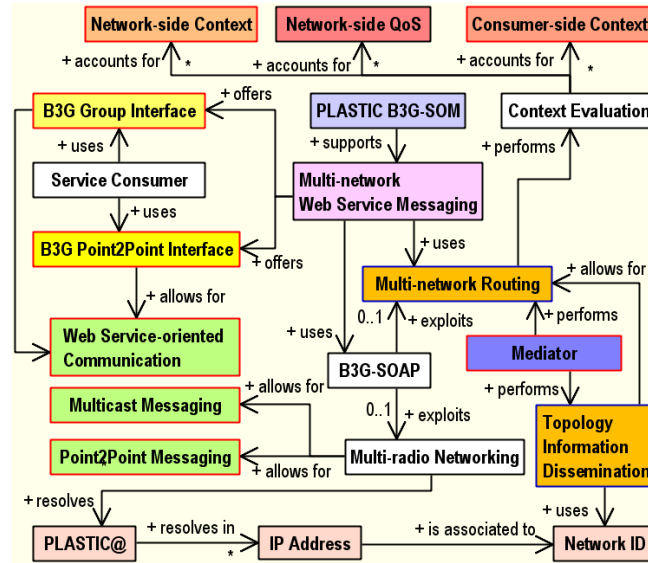 Network-side Context
Network-side QoS
Consumer-side Context
+ accounts for
*
+ accounts for
*
+ accounts for
*
B3G Group Interface
+ offers
PLASTIC B3G-SOM
Context Evaluation
+ uses
+ supports
+ performs
Service Consumer
Multi-network
Web Service Messaging
+ uses
B3G Point2Point Interface
+ offers
+ uses
+ allows for
Multi-network Routing
+ allows for
Web Service-oriented
Communication
+ uses
0..1
+ exploits
+ performs
Mediator
B3G-SOAP
+ allows for
+ performs
Multicast Messaging
0..1
+ exploits
Topology
Information
Dissemination
Point2Point Messaging
*
+ allows for
Multi-radio Networking
+ resolves
+ uses
PLASTIC@
+ resolves in
*
IP Address
+ is associated to
Network ID